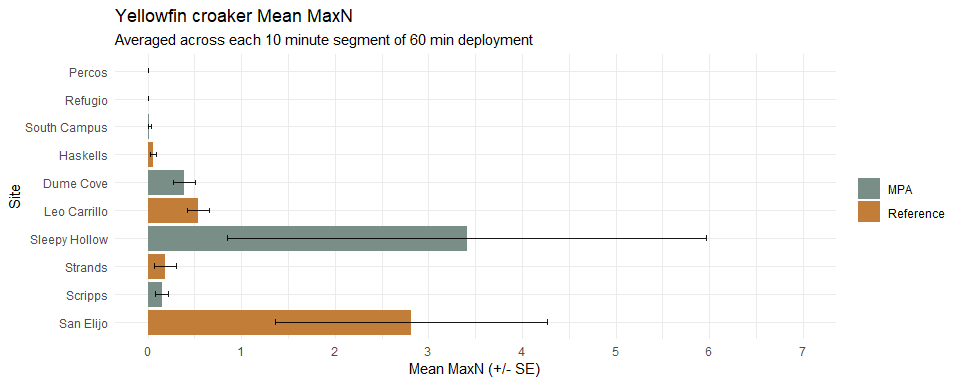 Yellowfin croaker Mean MaxN
Averaged across each 10 minute segment of 60 min deployment
Percos
Refugio
South Campus
Haskells
Dume Cove
Leo Carrillo
Sleepy Hollow
Strands
Scripps
San Elijo
Site
0 1 2 3 4 5 6 7
Mean MaxN (+/- SE)
MPA
Reference